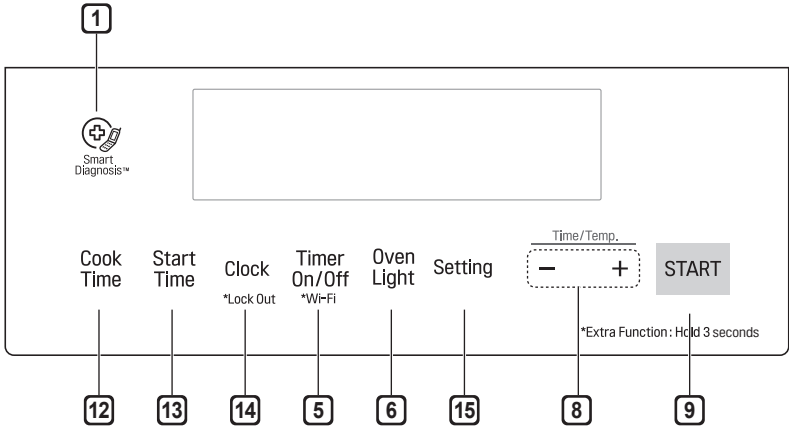 1
Smart
Diagnosis™
Time/Temp.
Cook
Time
Start
Time
Clock
*Lock Out
Timer
On/Off
*Wi-Fi
Oven
Light
Setting
− +
START
*Extra Function: Hold 3 seconds
12 13 14 5 6 15 8 9